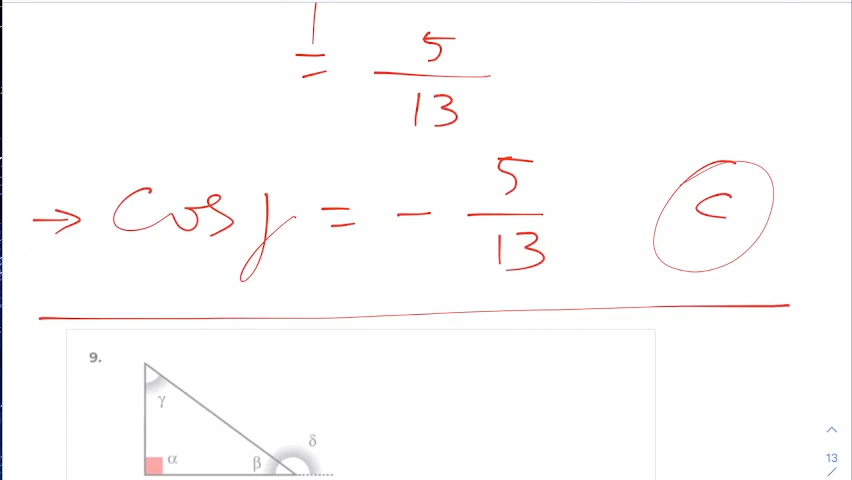 = 5/13
→ Cos γ = - 5/13 C
9.
γ
δ
α β
13